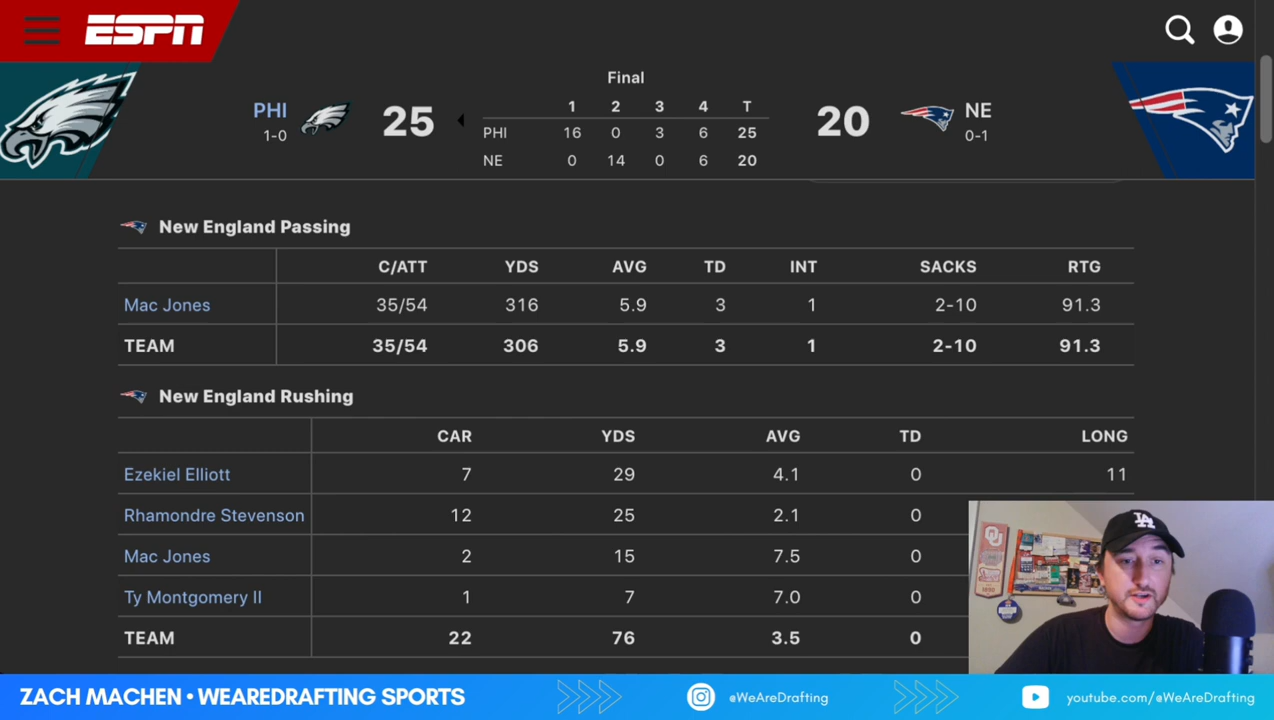 ESPN
Final
PHI 25 1 2 3 4 T 20 NE
1-0 PHI 16 0 3 6 25 0-1
NE 0 14 0 6 20
New England Passing
C/ATT YDS AVG TD INT SACKS RTG
Mac Jones 35/54 316 5.9 3 1 2-10 91.3
TEAM 35/54 306 5.9 3 1 2-10 91.3
New England Rushing
CAR YDS AVG TD LONG
Ezekiel Elliott 7 29 4.1 0 11
Rhamondre Stevenson 12 25 2.1 0
Mac Jones 2 15 7.5 0
Ty Montgomery II 1 7 7.0 0
TEAM 22 76 3.5 0
LA
ZACH MACHEN • WEAREDRAFTING SPORTS @WeAreDrafting youtube.com/@WeAreDrafting